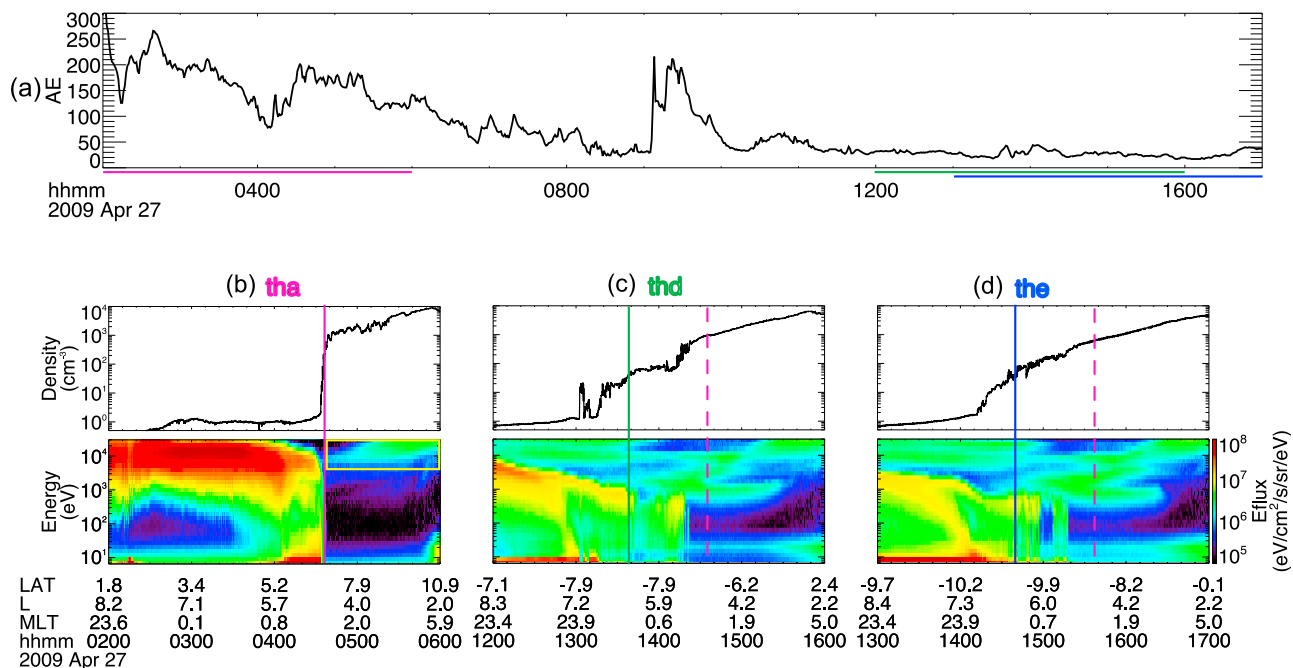 300
250
200
150
100
50
0
(a) AE
hhmm 0400 0800 1200 1600
2009 Apr 27
(b) tha (c) thd (d) the
Density (cm⁻³)
10⁴
10³
10²
10¹
10⁰
Energy (eV)
10⁴
10³
10²
10¹
10⁸
10⁷
10⁶
10⁵
Eflux (eV/cm²/s/sr/eV)
LAT 1.8 3.4 5.2 7.9 10.9 -7.1 -7.9 -7.9 -6.2 2.4 -9.7 -10.2 -9.9 -8.2 -0.1
L 8.2 7.1 5.7 4.0 2.0 8.3 7.2 5.9 4.2 2.2 8.4 7.3 6.0 4.2 2.2
MLT 23.6 0.1 0.8 2.0 5.9 23.4 23.9 0.6 1.9 5.0 23.4 23.9 0.7 1.9 5.0
hhmm 0200 0300 0400 0500 0600 1200 1300 1400 1500 1600 1300 1400 1500 1600 1700
2009 Apr 27